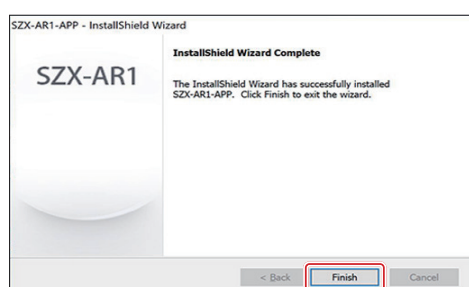 SZX-AR1-APP - InstallShield Wizard
SZX-AR1
InstallShield Wizard Complete
The InstallShield Wizard has successfully installed
SZX-AR1-APP. Click Finish to exit the wizard.
< Back
Finish
Cancel